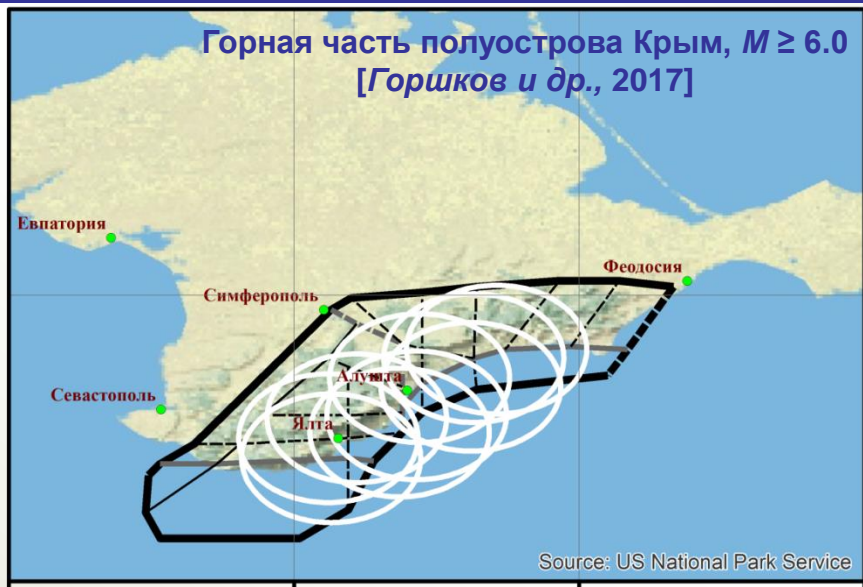 Горная часть полуострова Крым, M ≥ 6.0
[Горшков и др., 2017]
Евпатория
Феодосия
Симферополь
Алушта
Севастополь
Ялта
Source: US National Park Service